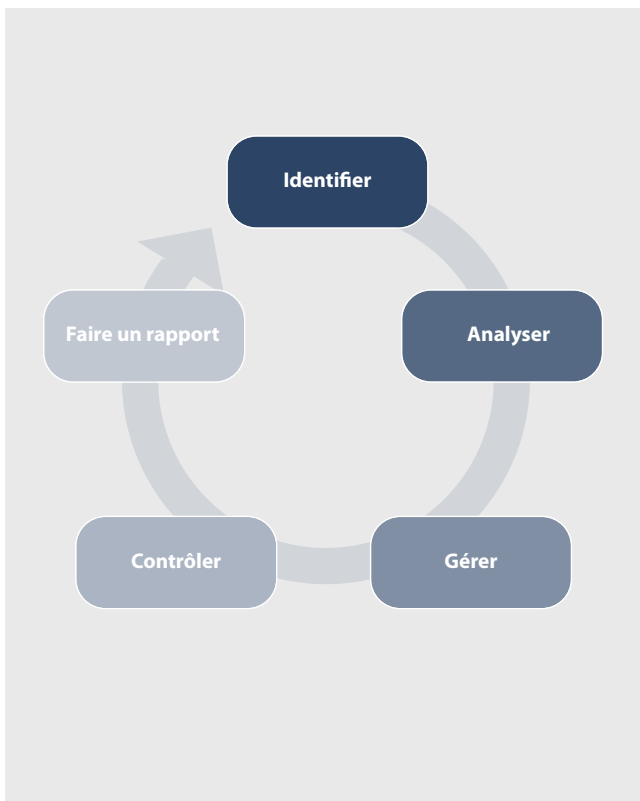 Identifier
Analyser
Gérer
Contrôler
Faire un rapport